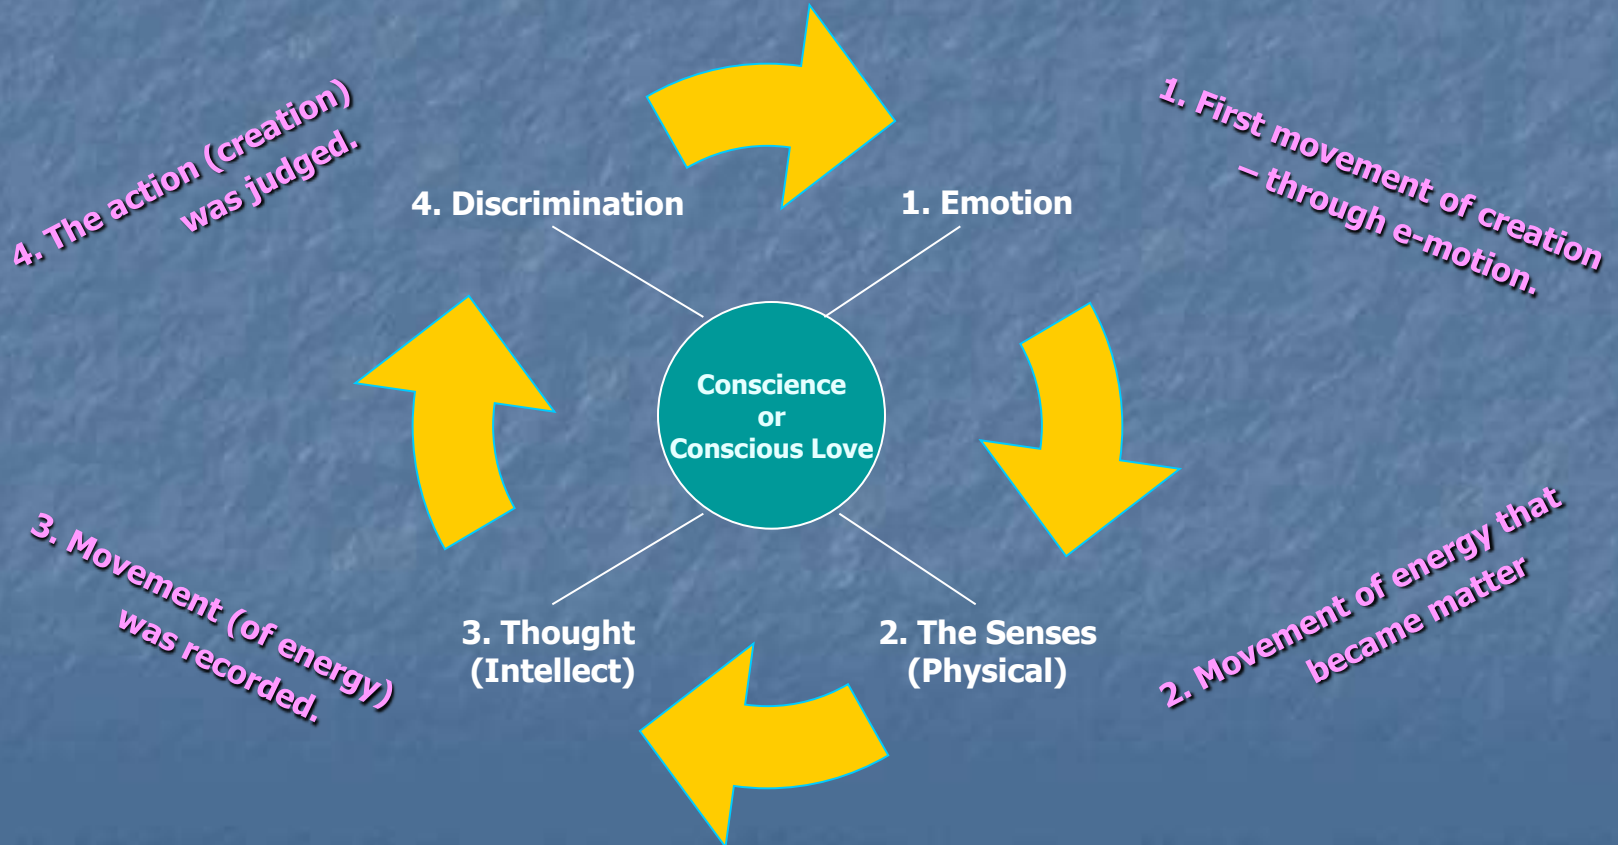 4. The action (creation)
was judged.
1. First movement of creation
– through e-motion.
4. Discrimination
1. Emotion
Conscience
or
Conscious Love
3. Movement (of energy)
was recorded.
3. Thought
(Intellect)
2. The Senses
(Physical)
2. Movement of energy that
became matter